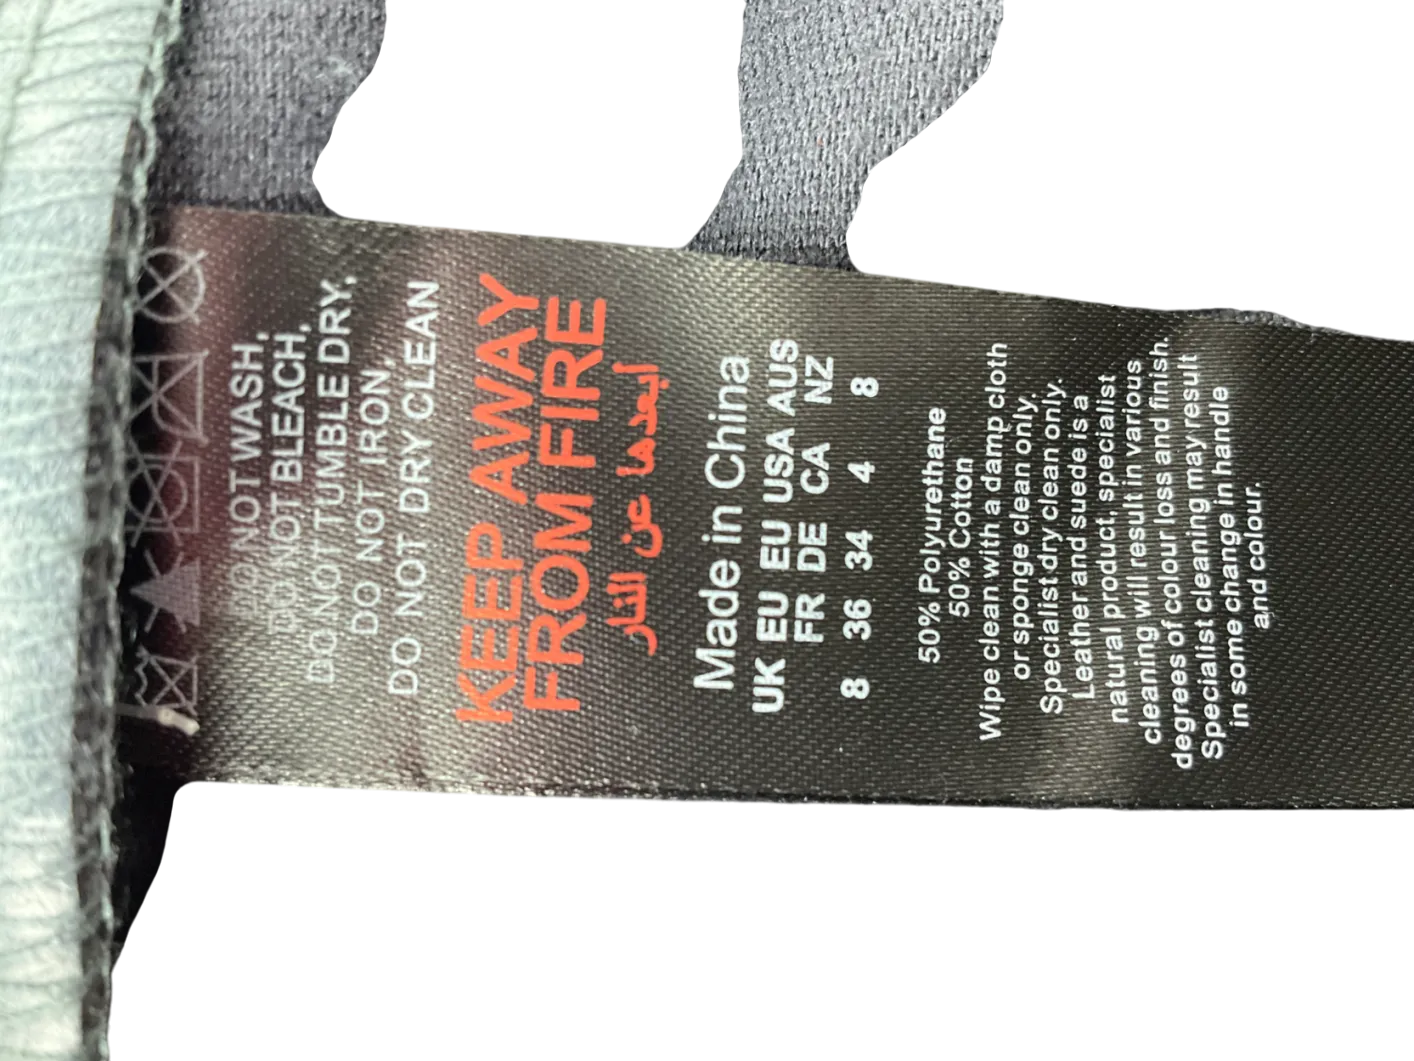 DO NOT WASH,
DO NOT BLEACH,
DO NOT TUMBLE DRY,
DO NOT IRON,
DO NOT DRY CLEAN
KEEP AWAY
FROM FIRE
أبعدها عن النار
Made in China
UK EU EU USA AUS
FR DE CA NZ
8 36 34 4 8
50% Polyurethane
50% Cotton
Wipe clean with a damp cloth
or sponge clean only.
Specialist dry clean only.
Leather and suede is a
natural product, specialist
cleaning will result in various
degrees of colour loss and finish.
Specialist cleaning may result
in some change in handle
and colour.